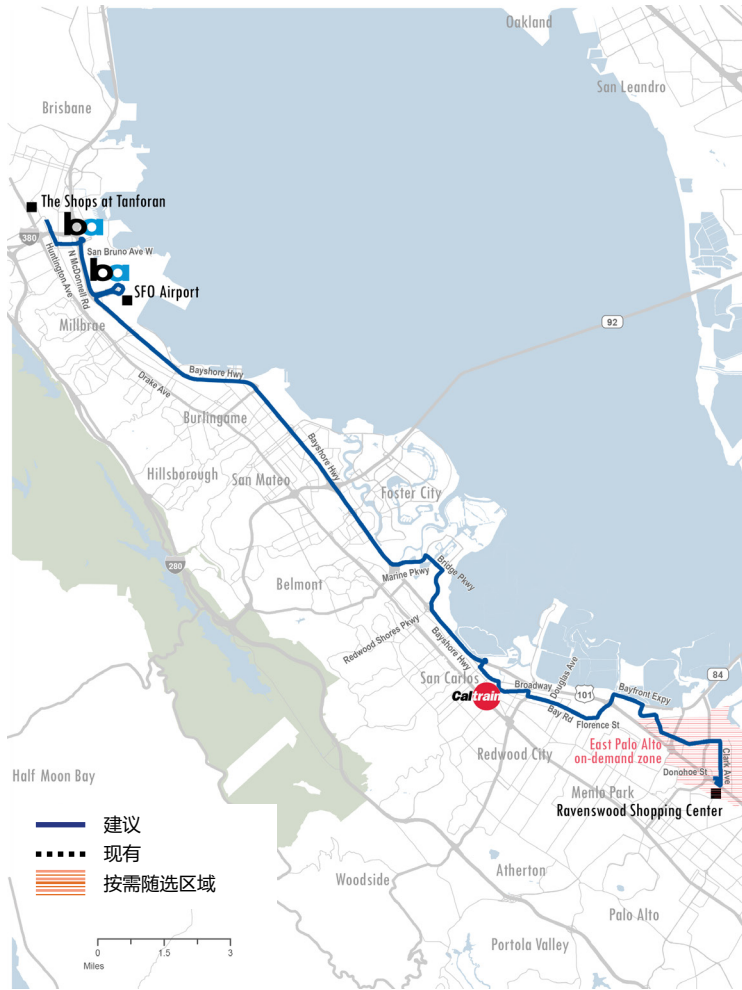 Oakland
San Leandro
Brisbane
The Shops at Tanforan
ba
380
San Bruno Ave W
Huntington Ave
N McDonnell Rd
ba
SFO Airport
Millbrae
92
Bayshore Hwy
Drake Ave
Burlingame
Bayshore Hwy
Hillsborough
San Mateo
Foster City
280
Belmont
Marine Pkwy
Bridge Pkwy
Redwood Shores Pkwy
Bayshore Hwy
San Carlos
Caltrain
Broadway
Douglas Ave
101
Bayfront Expy
84
Bay Rd
Florence St
Redwood City
East Palo Alto
on-demand zone
Clark Ave
Donohoe St
Half Moon Bay
Menlo Park
Ravenswood Shopping Center
建议
现有
按需随选区域
Atherton
Woodside
Palo Alto
Portola Valley
0 1.5 3
Miles